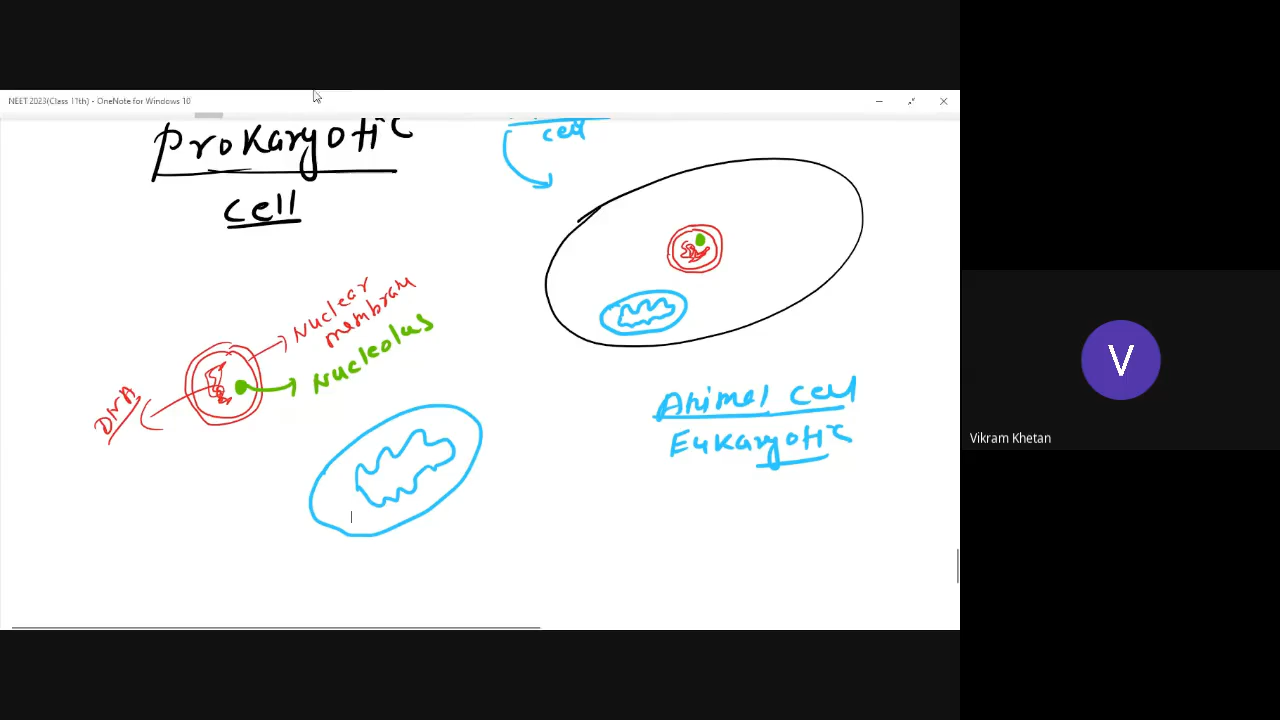 NEET 2023(Class 11th) - OneNote for Windows 10
Prokaryotic
cell
cell
Nuclear
membram
Nucleolus
DNA
Animal cell
Eukaryotic
V
Vikram Khetan